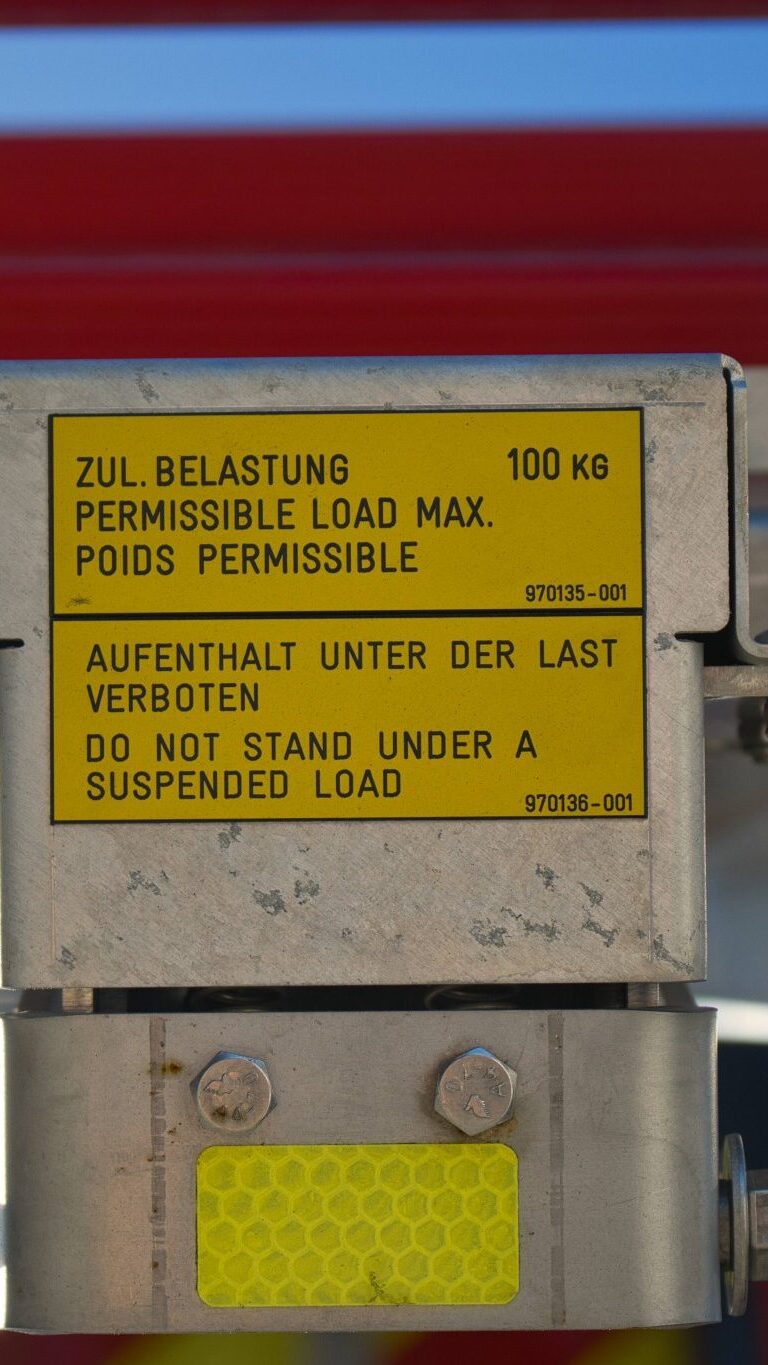 ZUL. BELASTUNG 100 KG
PERMISSIBLE LOAD MAX.
POIDS PERMISSIBLE
970135-001
AUFENTHALT UNTER DER LAST
VERBOTEN
DO NOT STAND UNDER A
SUSPENDED LOAD
970136-001